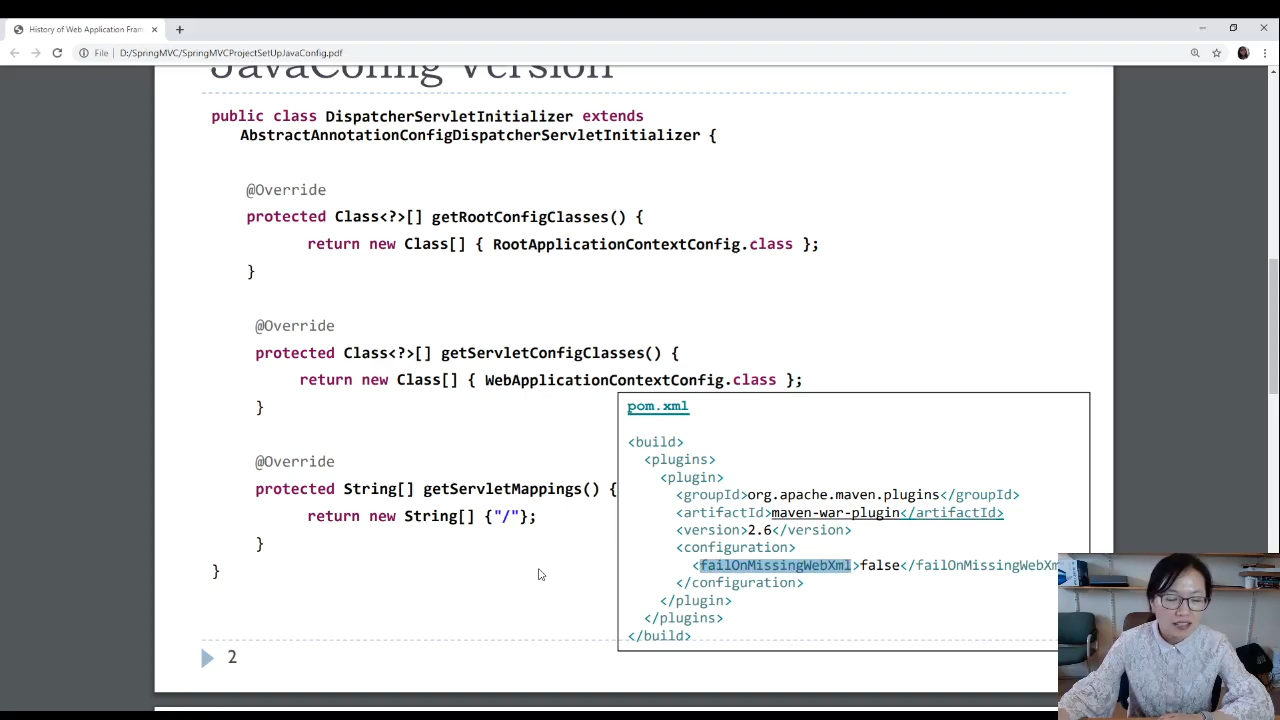 History of Web Application Fram
File
D:/SpringMVC/SpringMVCProjectSetUpJavaConfig.pdf
JavaConfig Version
public class DispatcherServletInitializer extends
AbstractAnnotationConfigDispatcherServletInitializer {
@Override
protected Class<?>[] getRootConfigClasses() {
return new Class[] { RootApplicationContextConfig.class };
}
@Override
protected Class<?>[] getServletConfigClasses() {
return new Class[] { WebApplicationContextConfig.class };
}
@Override
protected String[] getServletMappings() {
return new String[] {"/"};
}
}
pom.xml
<build>
<plugins>
<plugin>
<groupId>org.apache.maven.plugins</groupId>
<artifactId>maven-war-plugin</artifactId>
<version>2.6</version>
<configuration>
<failOnMissingWebXml>false</failOnMissingWebXm
</configuration>
</plugin>
</plugins>
</build>
2